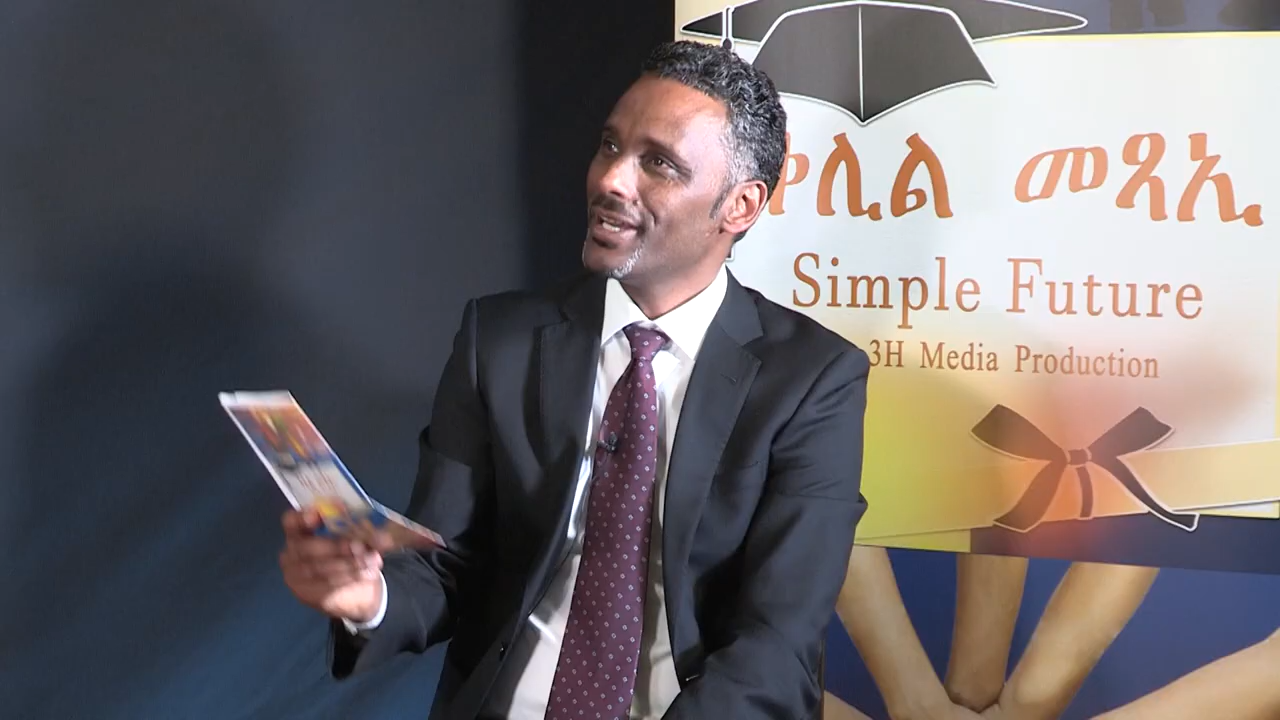 ቀሊል መጻኢ
Simple Future
3H Media Production